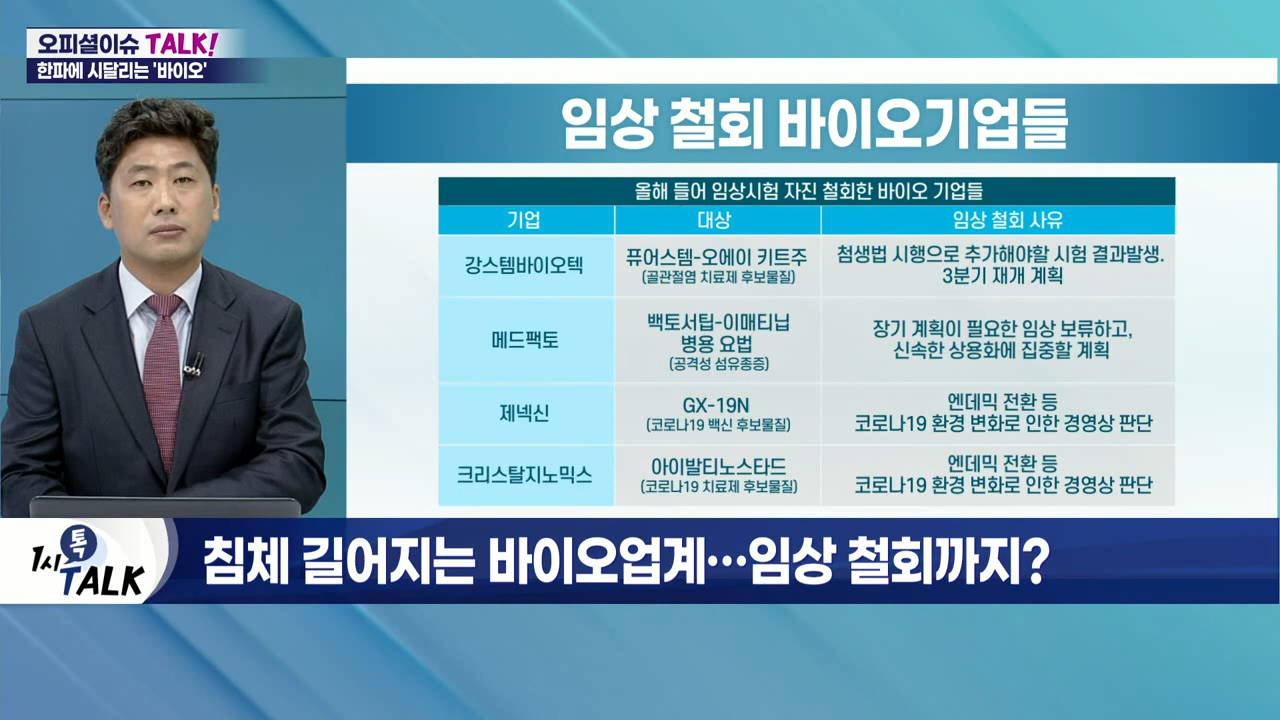 오피셜이슈 TALK!
한파에 시달리는 '바이오'
임상 철회 바이오기업들
올해 들어 임상시험 자진 철회한 바이오 기업들
기업 대상 임상 철회 사유
강스템바이오텍
퓨어스템-오에이 키트주
(골관절염 치료제 후보물질)
첨생법 시행으로 추가해야할 시험 결과발생.
3분기 재개 계획
메드팩토
백토서팁-이매티닙
병용 요법
(공격성 섬유종증)
장기 계획이 필요한 임상 보류하고,
신속한 상용화에 집중할 계획
제넥신
GX-19N
(코로나19 백신 후보물질)
엔데믹 전환 등
코로나19 환경 변화로 인한 경영상 판단
크리스탈지노믹스
아이발티노스타드
(코로나19 치료제 후보물질)
엔데믹 전환 등
코로나19 환경 변화로 인한 경영상 판단
1시 톡
TALK
침체 길어지는 바이오업계…임상 철회까지?